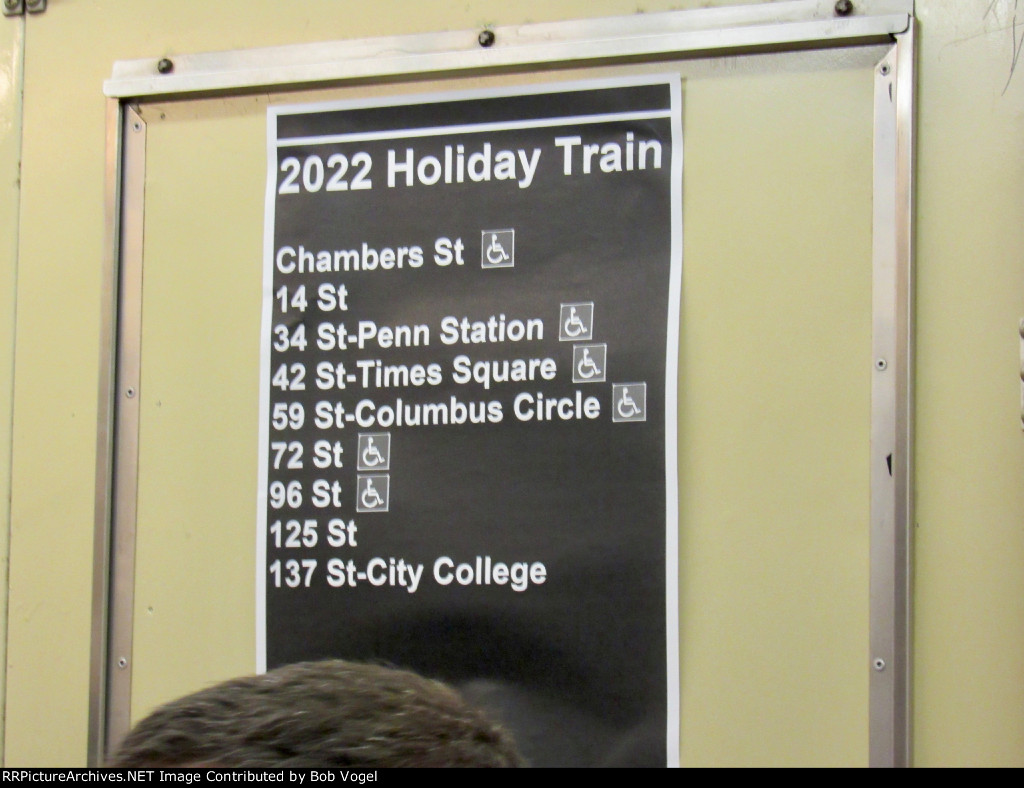 2022 Holiday Train
Chambers St
14 St
34 St-Penn Station
42 St-Times Square
59 St-Columbus Circle
72 St
96 St
125 St
137 St-City College
RRPictureArchives.NET Image Contributed by Bob Vogel